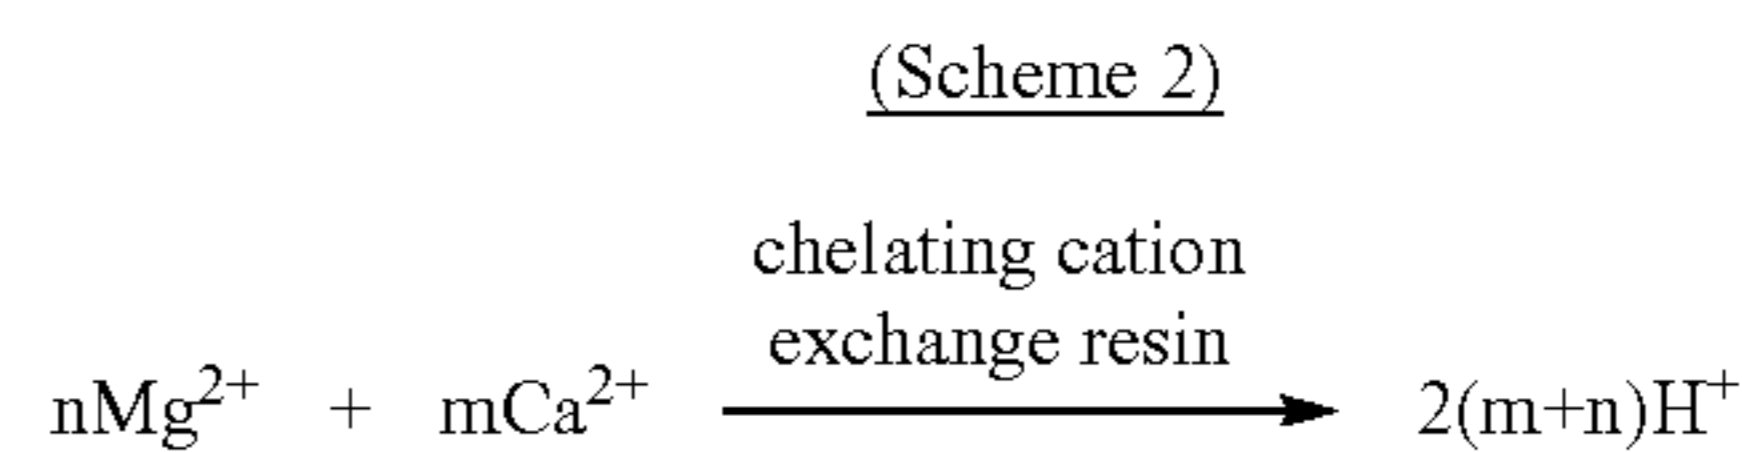 (Scheme 2)
chelating cation
exchange resin
nMg²⁺ + mCa²⁺ ⟶ 2(m+n)H⁺